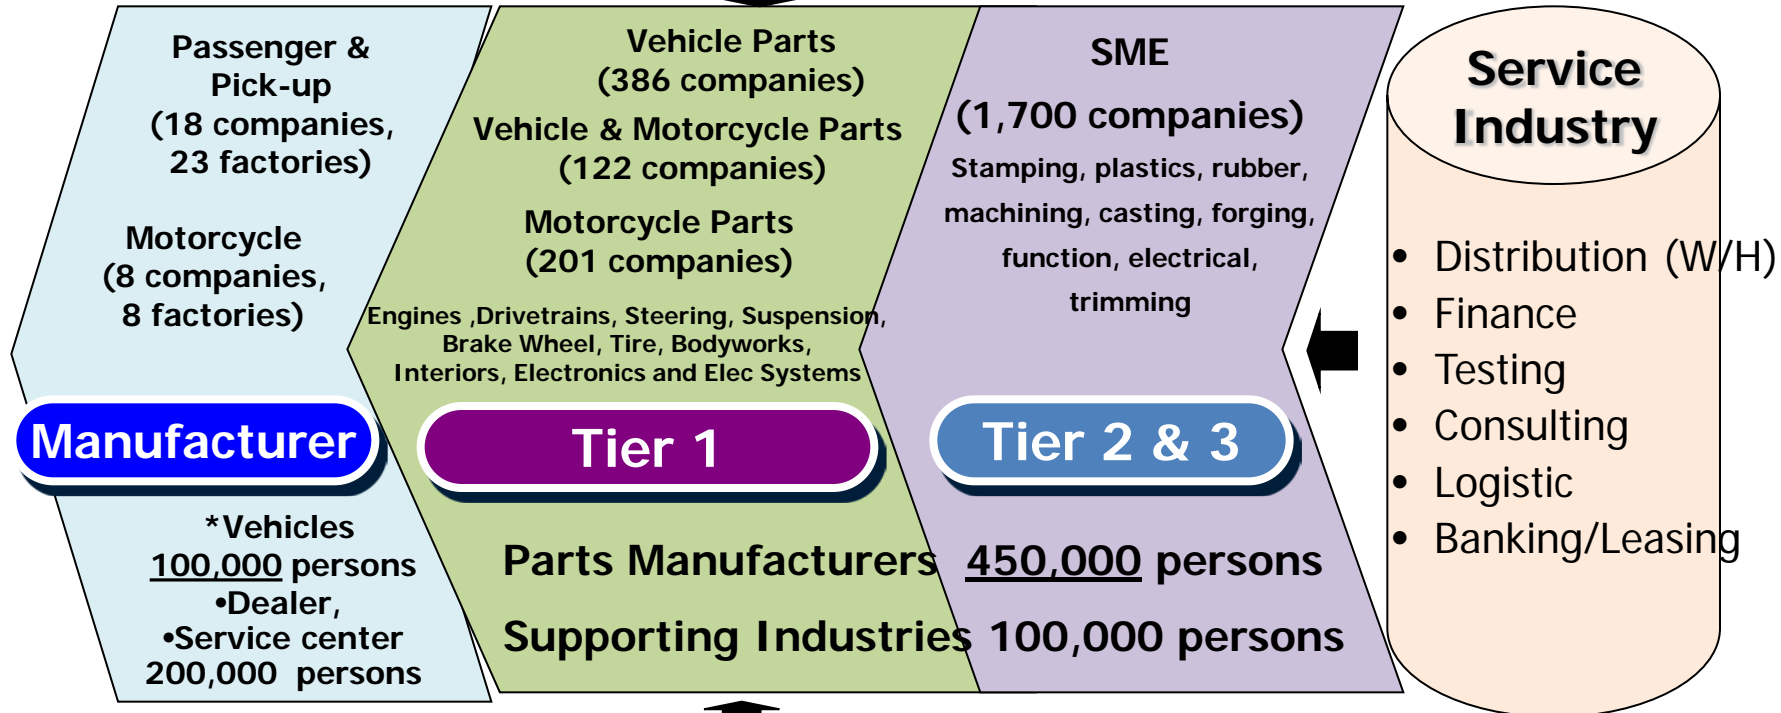 Passenger &
Pick-up
(18 companies,
23 factories)
Motorcycle
(8 companies,
8 factories)
Manufacturer
*Vehicles
100,000 persons
•Dealer,
•Service center
200,000 persons
Vehicle Parts
(386 companies)
Vehicle & Motorcycle Parts
(122 companies)
Motorcycle Parts
(201 companies)
Engines ,Drivetrains, Steering, Suspension,
Brake Wheel, Tire, Bodyworks,
Interiors, Electronics and Elec Systems
Tier 1
SME
(1,700 companies)
Stamping, plastics, rubber,
machining, casting, forging,
function, electrical,
trimming
Tier 2 & 3
Parts Manufacturers 450,000 persons
Supporting Industries 100,000 persons
Service
Industry
• Distribution (W/H)
• Finance
• Testing
• Consulting
• Logistic
• Banking/Leasing